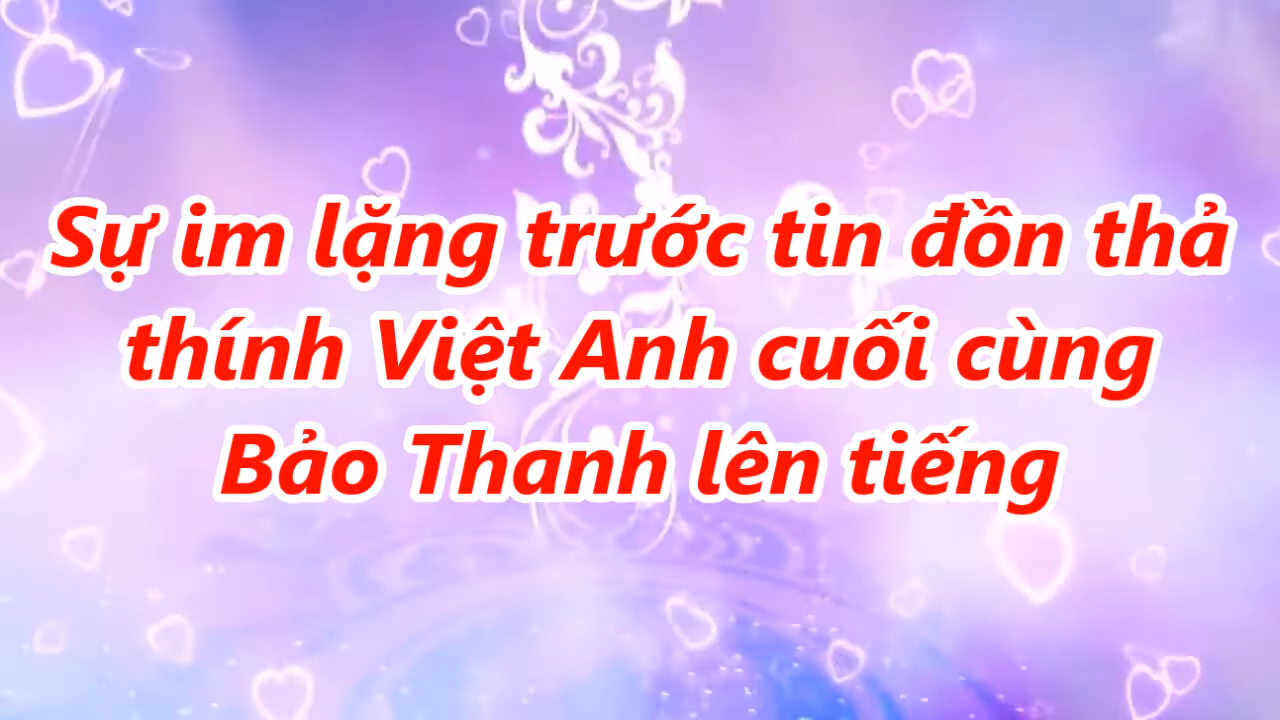 Sự im lặng trước tin đồn thả
thính Việt Anh cuối cùng
Bảo Thanh lên tiếng